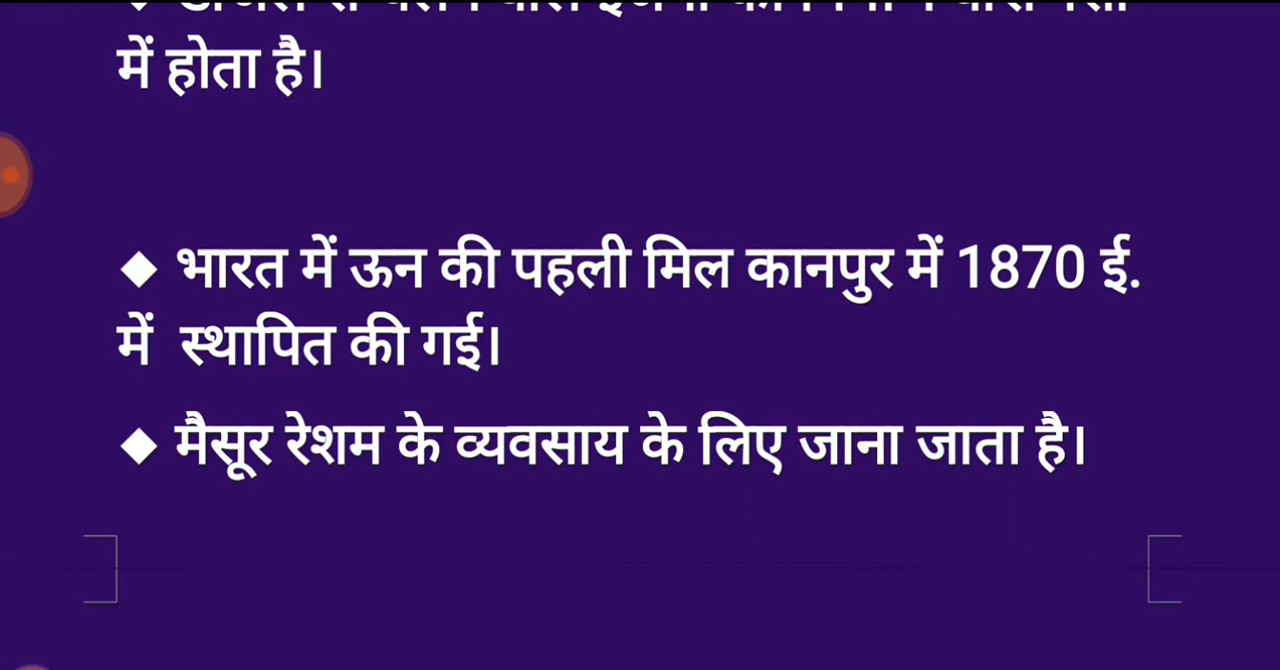 में होता है।
◆ भारत में ऊन की पहली मिल कानपुर में 1870 ई.
में स्थापित की गई।
◆ मैसूर रेशम के व्यवसाय के लिए जाना जाता है।